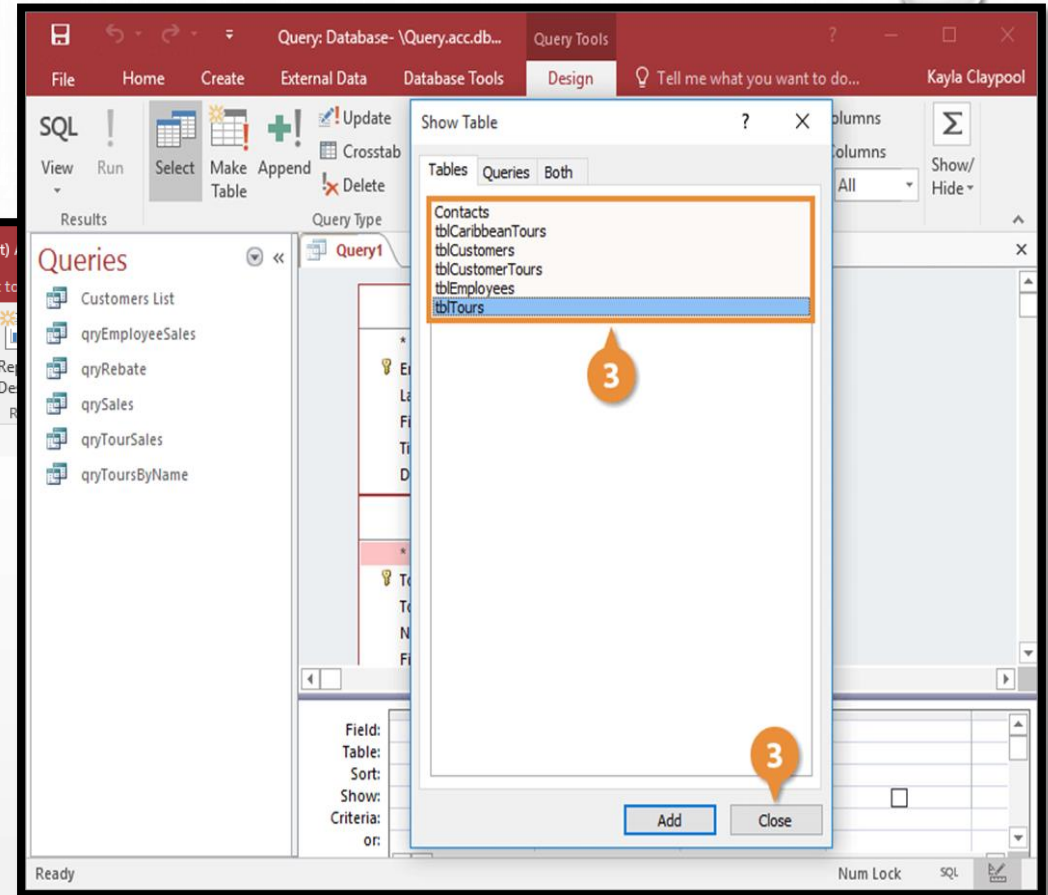 Query: Database- \Query.acc.db...
Query Tools
?
File Home Create External Data Database Tools Design Tell me what you want to do... Kayla Claypool
SQL
View
Run
Select
Make
Table
Append
Update
Crosstab
Delete
All
Show/
Hide
Results
Query Type
Show Table
?
Tables Queries Both
Contacts
tblCaribbeanTours
tblCustomers
tblCustomerTours
tblEmployees
tblTours
3
3
Add Close
Queries
Customers List
qryEmployeeSales
qryRebate
qrySales
qryTourSales
qryToursByName
Query1
*
*
Field:
Table:
Sort:
Show:
Criteria:
or:
Ready
Num Lock SQL